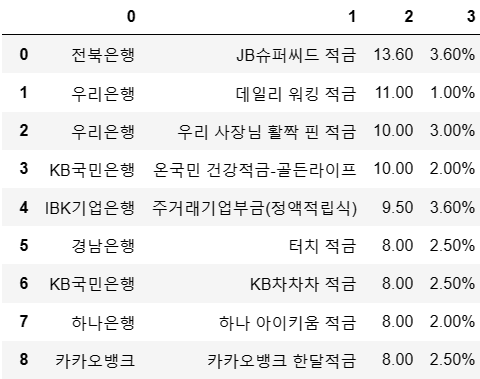 0 1 2 3
0 전북은행 JB슈퍼씨드 적금 13.60 3.60%
1 우리은행 데일리 워킹 적금 11.00 1.00%
2 우리은행 우리 사장님 활짝 핀 적금 10.00 3.00%
3 KB국민은행 온국민 건강적금-골든라이프 10.00 2.00%
4 IBK기업은행 주거래기업부금(정액적립식) 9.50 3.60%
5 경남은행 터치 적금 8.00 2.50%
6 KB국민은행 KB차차차 적금 8.00 2.50%
7 하나은행 하나 아이키움 적금 8.00 2.00%
8 카카오뱅크 카카오뱅크 한달적금 8.00 2.50%